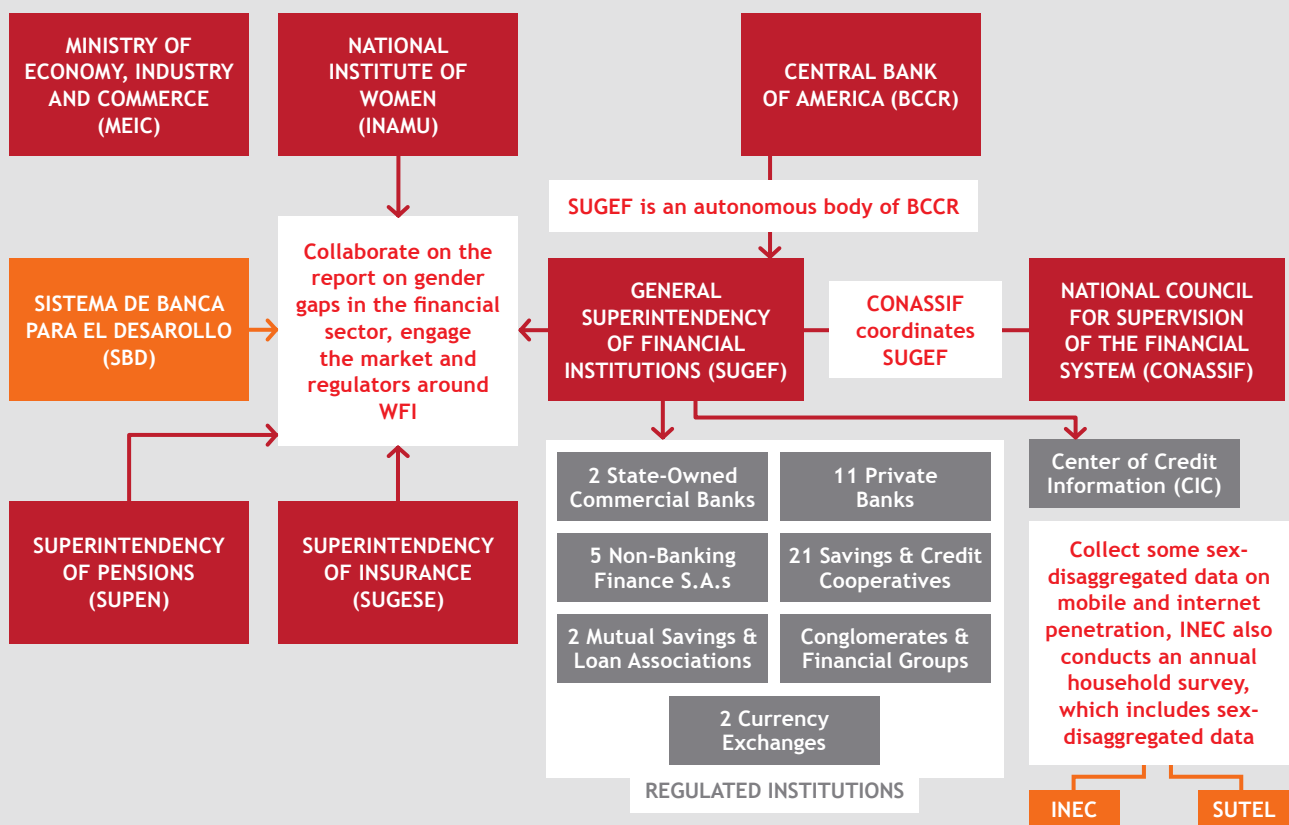 MINISTRY OF
ECONOMY, INDUSTRY
AND COMMERCE
(MEIC)
NATIONAL
INSTITUTE OF
WOMEN
(INAMU)
CENTRAL BANK
OF AMERICA (BCCR)
SUGEF is an autonomous body of BCCR
SISTEMA DE BANCA
PARA EL DESAROLLO
(SBD)
Collaborate on the
report on gender
gaps in the financial
sector, engage
the market and
regulators around
WFI
GENERAL
SUPERINTENDENCY
OF FINANCIAL
INSTITUTIONS (SUGEF)
CONASSIF
coordinates
SUGEF
NATIONAL COUNCIL
FOR SUPERVISION
OF THE FINANCIAL
SYSTEM (CONASSIF)
SUPERINTENDENCY
OF PENSIONS
(SUPEN)
SUPERINTENDENCY
OF INSURANCE
(SUGESE)
2 State-Owned
Commercial Banks
11 Private
Banks
5 Non-Banking
Finance S.A.s
21 Savings & Credit
Cooperatives
2 Mutual Savings &
Loan Associations
Conglomerates &
Financial Groups
2 Currency
Exchanges
REGULATED INSTITUTIONS
Center of Credit
Information (CIC)
Collect some sex-
disaggregated data on
mobile and internet
penetration, INEC also
conducts an annual
household survey,
which includes sex-
disaggregated data
INEC
SUTEL